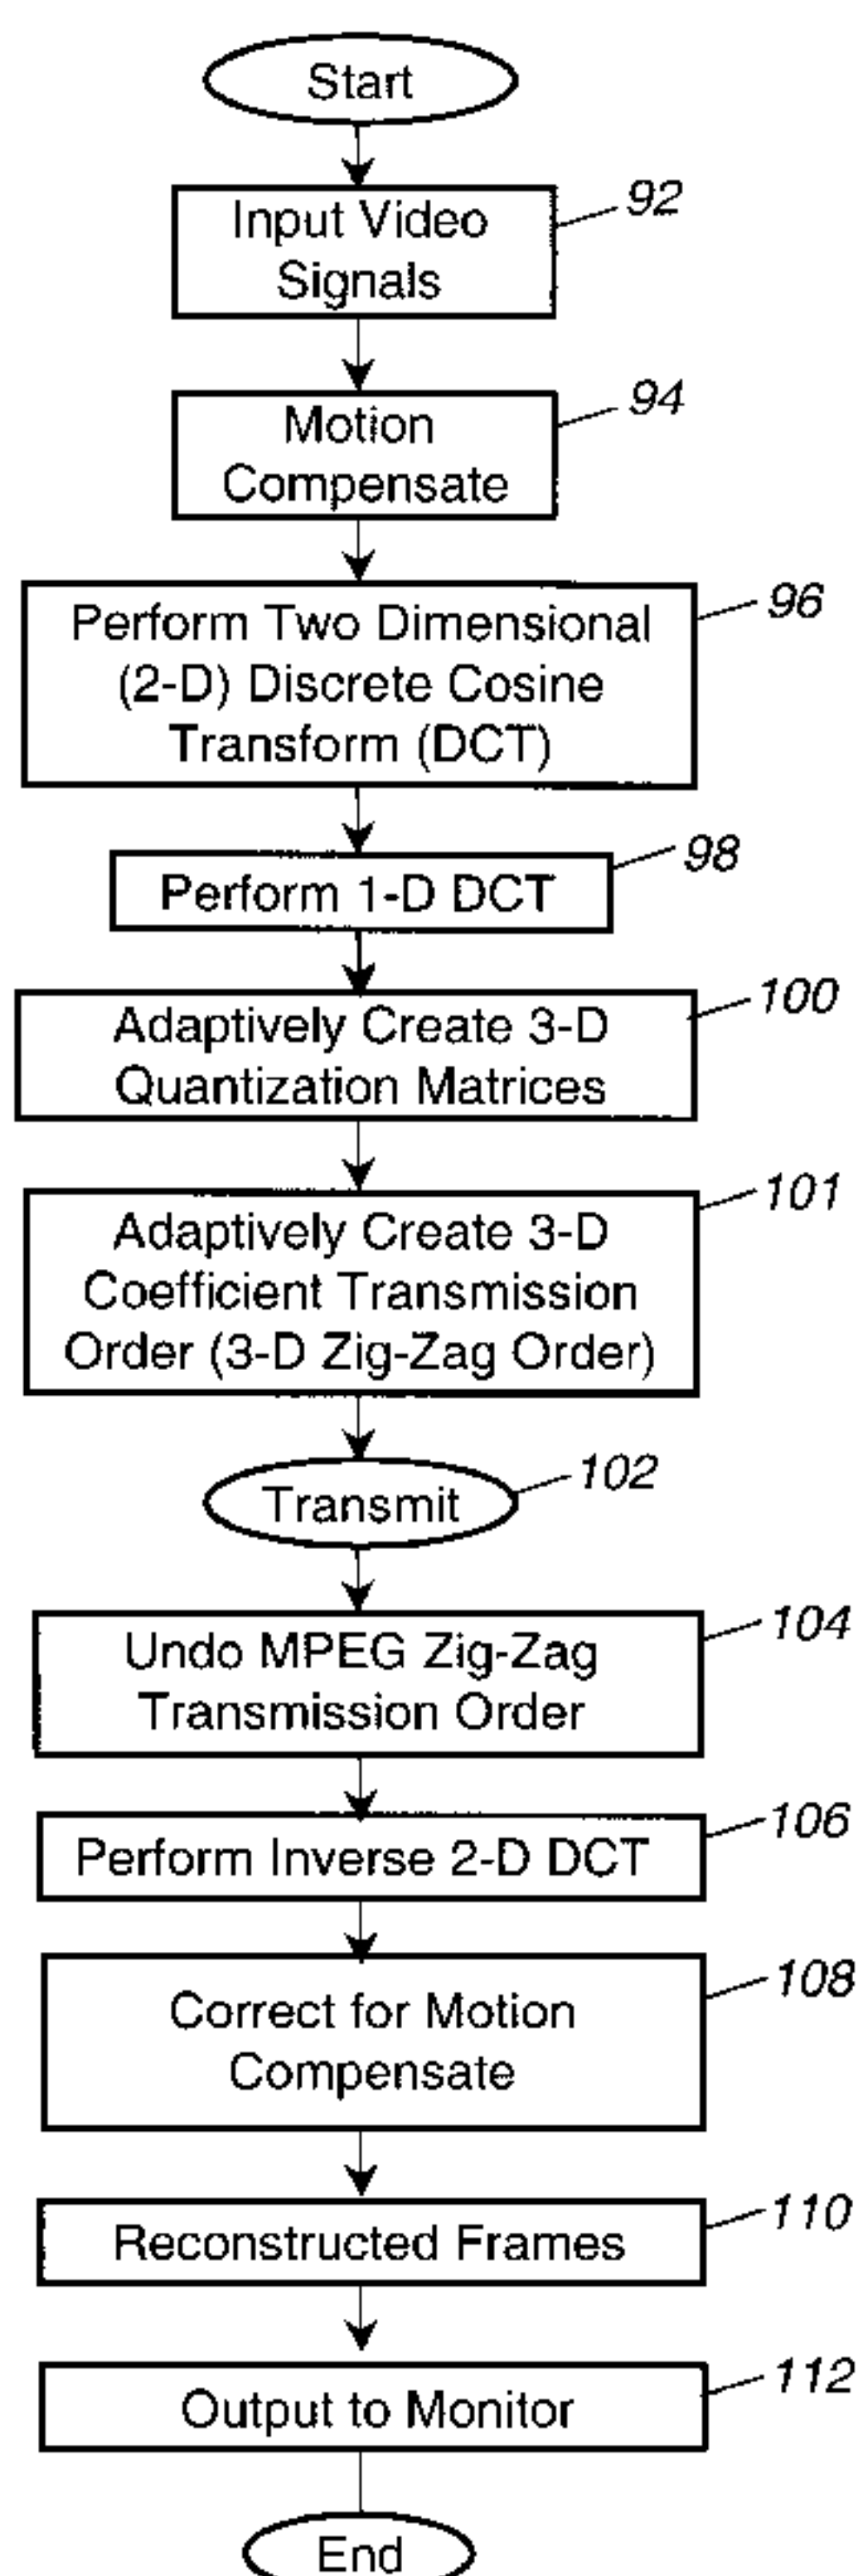 Start
Input Video
Signals
92
Motion
Compensate
94
Perform Two Dimensional
(2-D) Discrete Cosine
Transform (DCT)
96
Perform 1-D DCT
98
Adaptively Create 3-D
Quantization Matrices
100
Adaptively Create 3-D
Coefficient Transmission
Order (3-D Zig-Zag Order)
101
Transmit
102
Undo MPEG Zig-Zag
Transmission Order
104
Perform Inverse 2-D DCT
106
Correct for Motion
Compensate
108
Reconstructed Frames
110
Output to Monitor
112
End